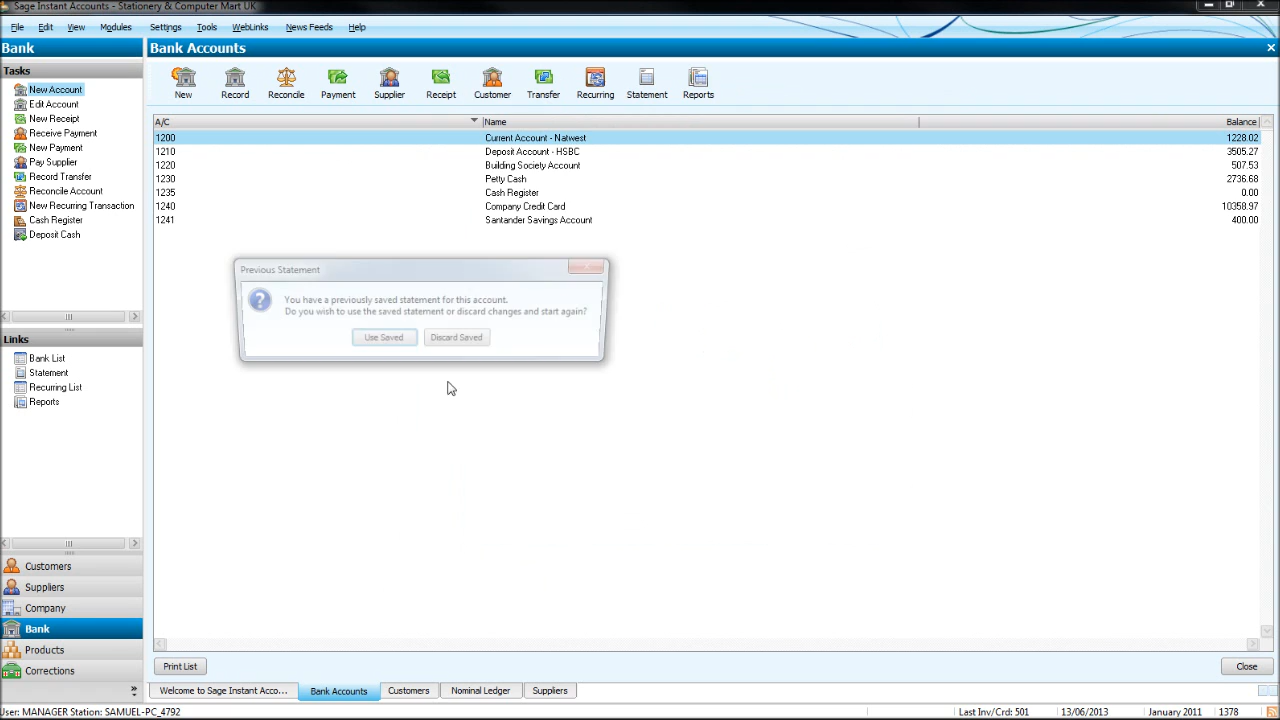 Sage Instant Accounts - Stationery & Computer Mart UK
File Edit View Modules Settings Tools WebLinks News Feeds Help
Bank
Bank Accounts
Tasks
New Account
Edit Account
New Receipt
Receive Payment
New Payment
Pay Supplier
Record Transfer
Reconcile Account
New Recurring Transaction
Cash Register
Deposit Cash
Links
Bank List
Statement
Recurring List
Reports
Customers
Suppliers
Company
Bank
Products
Corrections
New Record Reconcile Payment Supplier Receipt Customer Transfer Recurring Statement Reports
A/C Name Balance
1200 Current Account - Natwest 1228.02
1210 Deposit Account - HSBC 3505.27
1220 Building Society Account 507.53
1230 Petty Cash 2736.68
1235 Cash Register 0.00
1240 Company Credit Card 10358.97
1241 Santander Savings Account 400.00
Previous Statement
You have a previously saved statement for this account.
Do you wish to use the saved statement or discard changes and start again?
Use Saved Discard Saved
Print List Close
Welcome to Sage Instant Acco... Bank Accounts Customers Nominal Ledger Suppliers
User: MANAGER Station: SAMUEL-PC_4792 Last Inv/Crd: 501 13/06/2013 January 2011 1378